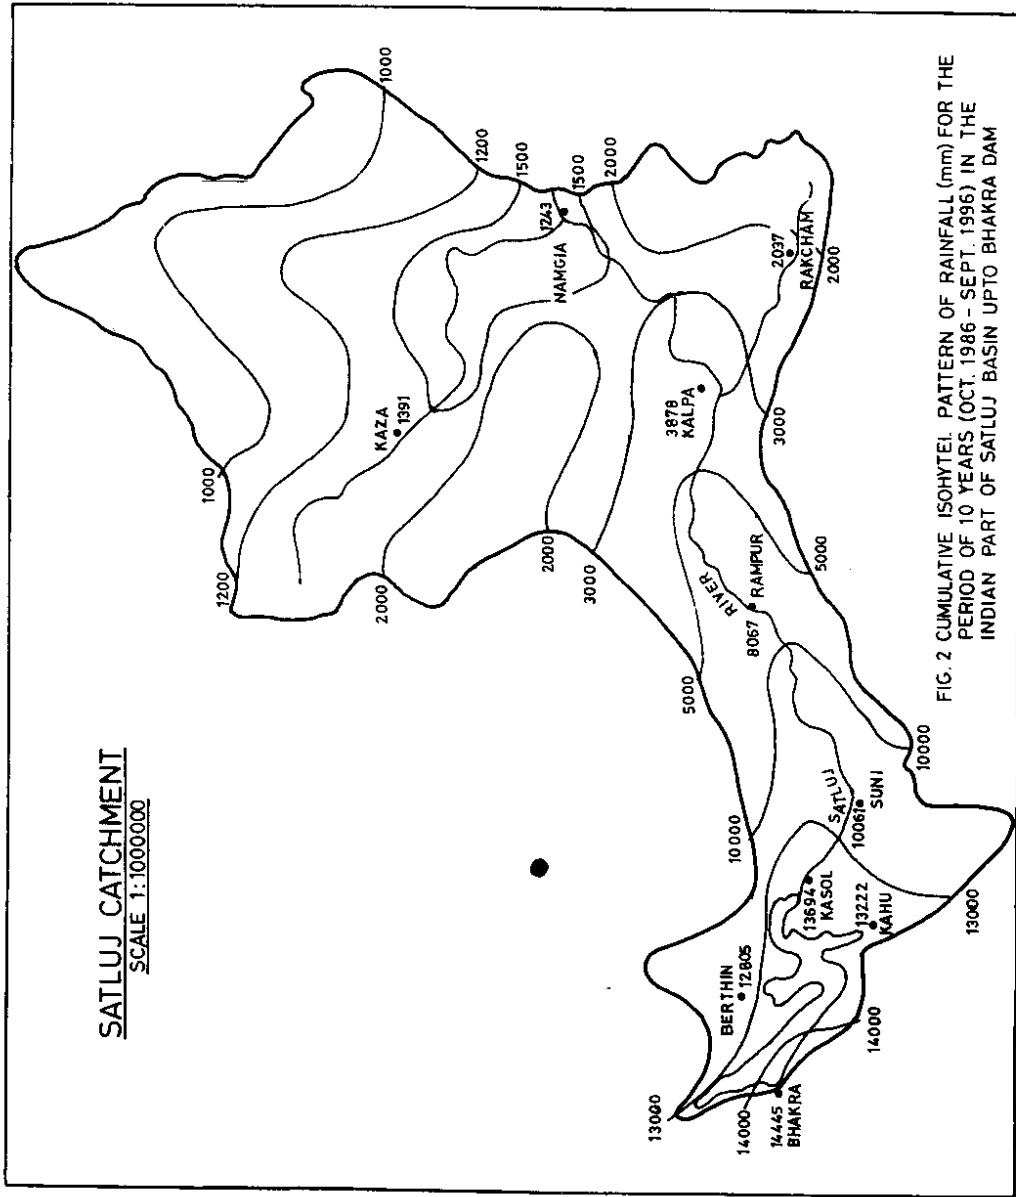 SATLUJ CATCHMENT
SCALE 1:1000000
1000
1200
1500
1500
2000
1243
NAMGIA
2037
RAKCHAM
2000
KAZA
1391
1000
1200
2000
2000
3000
3878
KALPA
3000
5000
5000
RIVER
8067
RAMPUR
10000
10000
SATLUJ
10061
SUNI
13694
KASOL
13222
KAHU
13000
BERTHIN
12805
13000
14000
14000
14445
BHAKRA
FIG. 2 CUMULATIVE ISOHYTEL PATTERN OF RAINFALL (mm) FOR THE
PERIOD OF 10 YEARS (OCT. 1986 - SEPT. 1996) IN THE
INDIAN PART OF SATLUJ BASIN UPTO BHAKRA DAM